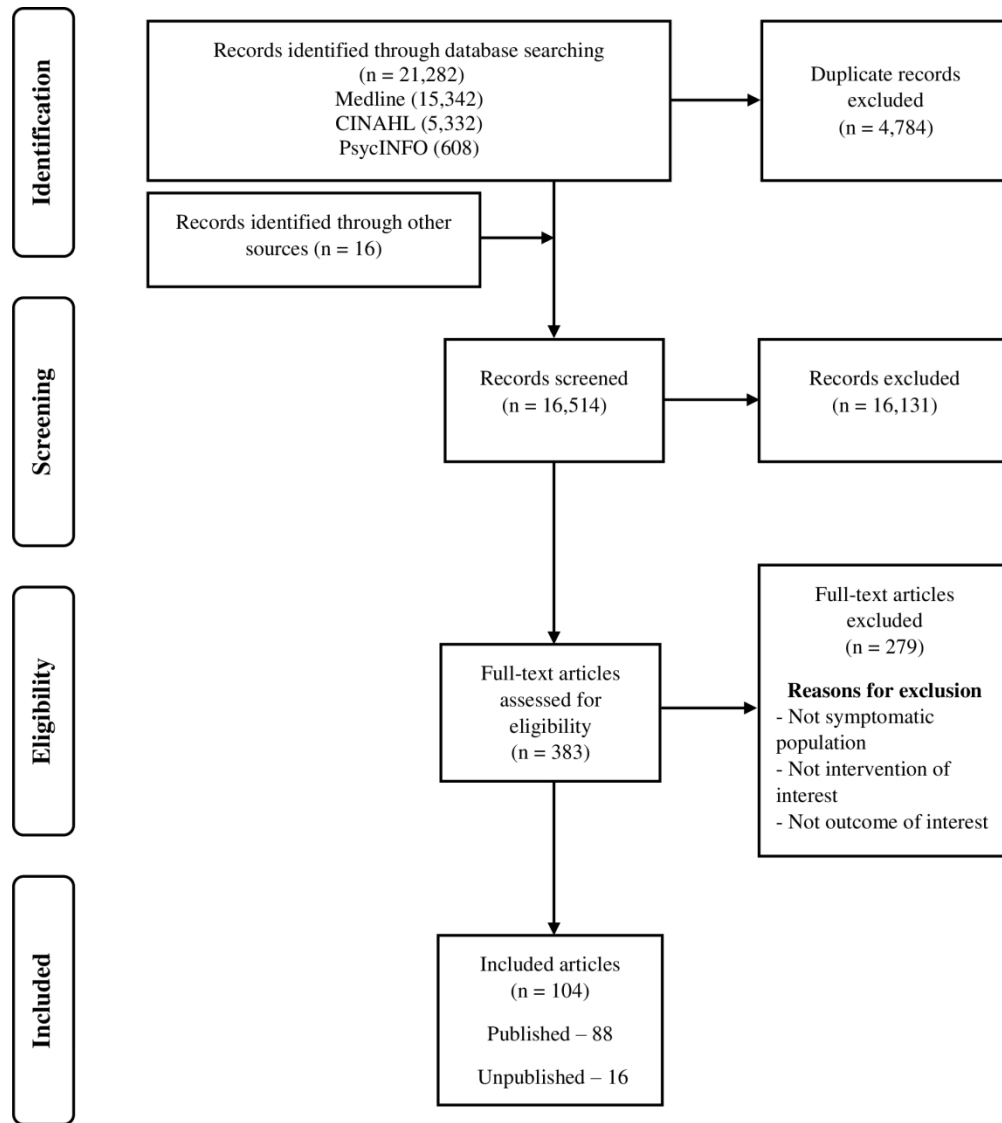 Identification
Records identified through database searching
(n = 21,282)
Medline (15,342)
CINAHL (5,332)
PsycINFO (608)
Duplicate records
excluded
(n = 4,784)
Records identified through other
sources (n = 16)
Screening
Records screened
(n = 16,514)
Records excluded
(n = 16,131)
Eligibility
Full-text articles
assessed for
eligibility
(n = 383)
Full-text articles
excluded
(n = 279)
Reasons for exclusion
- Not symptomatic
population
- Not intervention of
interest
- Not outcome of interest
Included
Included articles
(n = 104)
Published – 88
Unpublished – 16